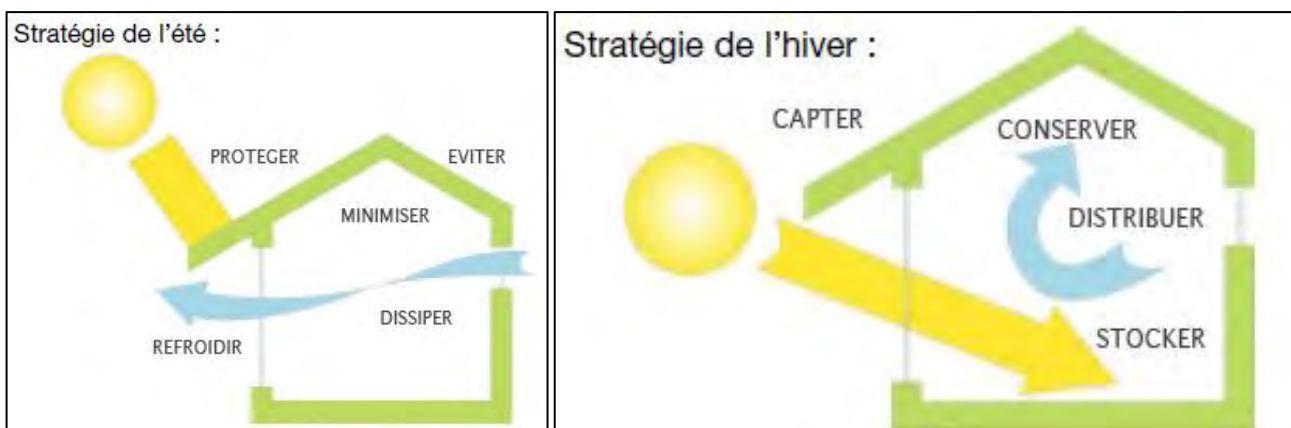 Stratégie de l'été :
PROTEGER
EVITER
MINIMISER
DISSIPER
REFROIDIR
Stratégie de l'hiver :
CAPTER
CONSERVER
DISTRIBUER
STOCKER